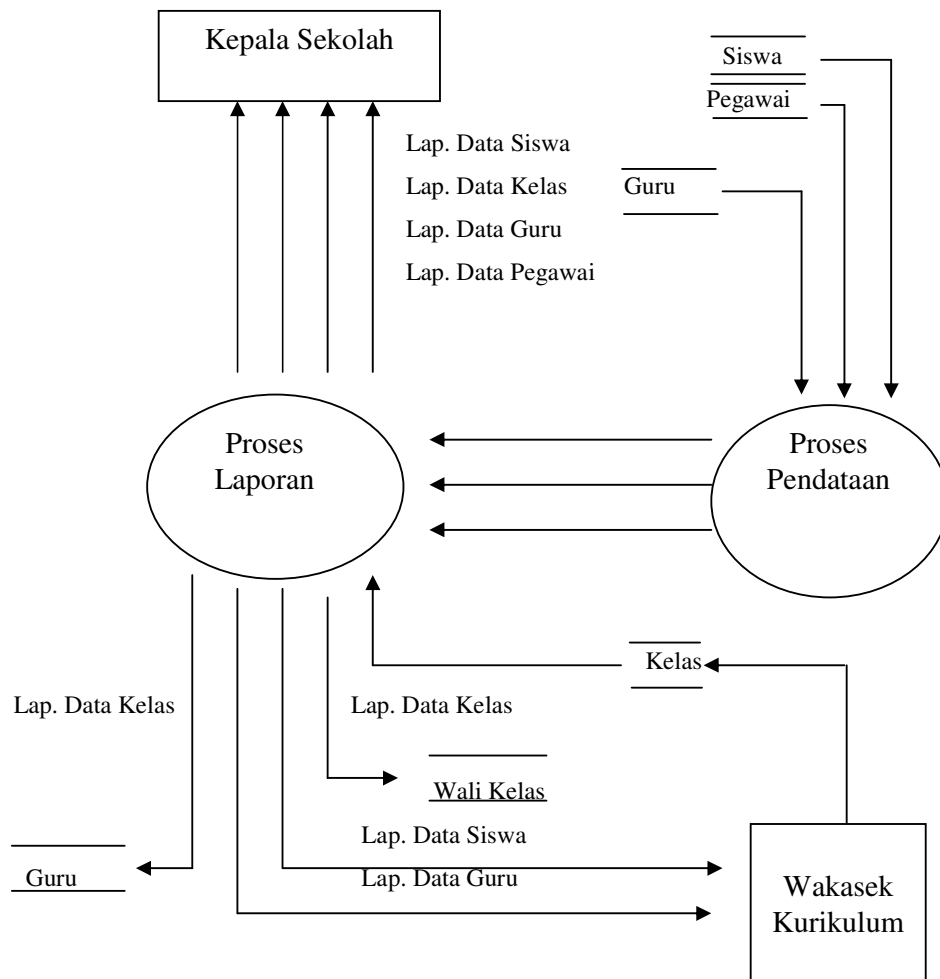 Kepala Sekolah
Siswa
Pegawai
Lap. Data Siswa
Lap. Data Kelas
Guru
Lap. Data Guru
Lap. Data Pegawai
Proses
Laporan
Proses
Pendataan
Kelas
Lap. Data Kelas
Lap. Data Kelas
Wali Kelas
Lap. Data Siswa
Guru
Lap. Data Guru
Wakasek
Kurikulum